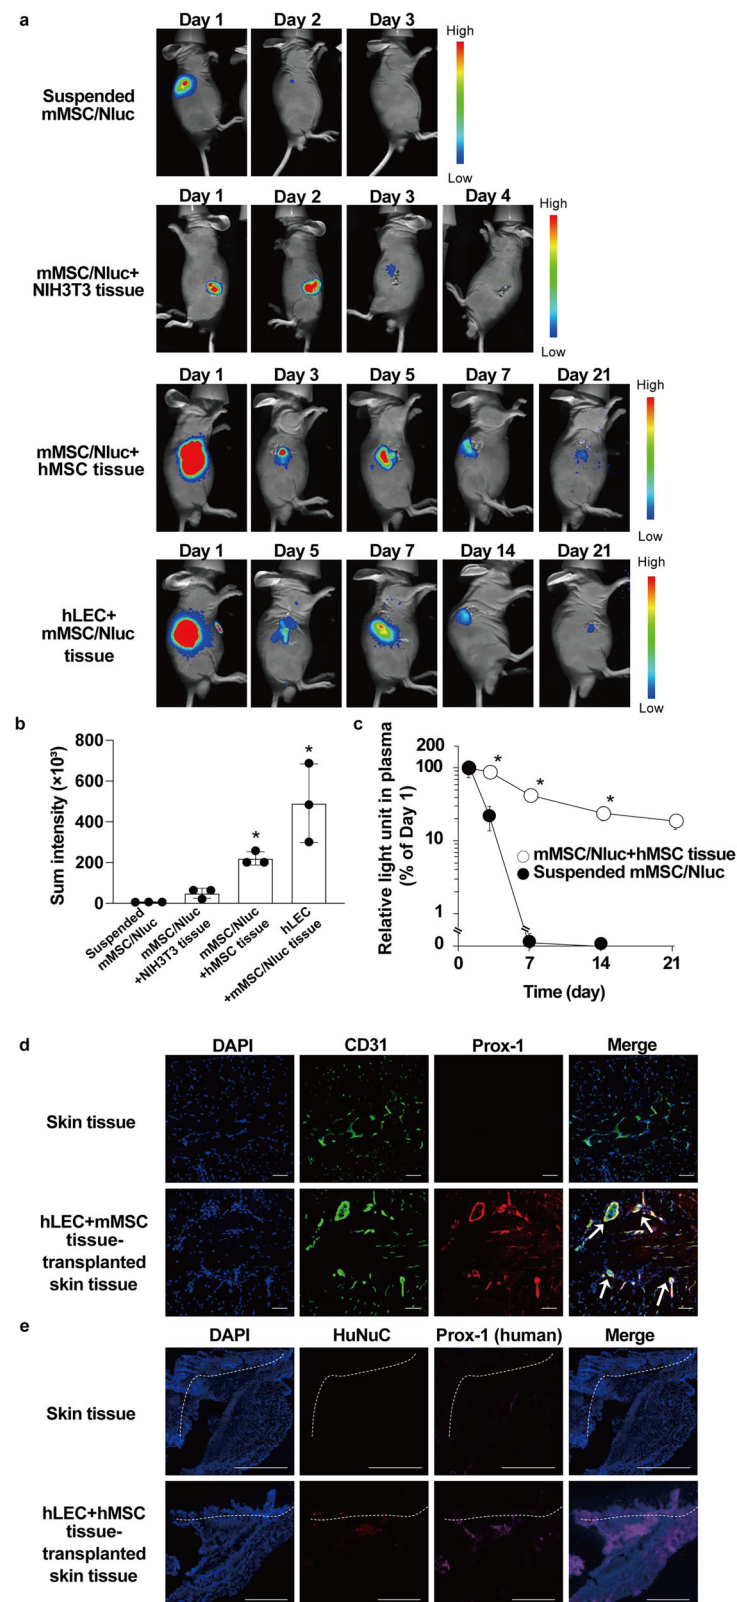 a
Day 1 Day 2 Day 3
High
Suspended
mMSC/Nluc
Low
Day 1 Day 2 Day 3 Day 4
High
mMSC/Nluc+
NIH3T3 tissue
Low
Day 1 Day 3 Day 5 Day 7 Day 21
High
mMSC/Nluc+
hMSC tissue
Low
Day 1 Day 5 Day 7 Day 14 Day 21
High
hLEC+
mMSC/Nluc
tissue
Low
b
Sum intensity (×10³)
800
600
400
200
0
*
*
Suspended
mMSC/Nluc
mMSC/Nluc
+NIH3T3 tissue
mMSC/Nluc
+hMSC tissue
hLEC
+mMSC/Nluc tissue
c
Relative light unit in plasma
(% of Day 1)
200
100
10
1
0
*
*
*
mMSC/Nluc+hMSC tissue
Suspended mMSC/Nluc
0 7 14 21
Time (day)
d
DAPI CD31 Prox-1 Merge
Skin tissue
hLEC+mMSC
tissue-
transplanted
skin tissue
e
DAPI HuNuC Prox-1 (human) Merge
Skin tissue
hLEC+hMSC
tissue-
transplanted
skin tissue